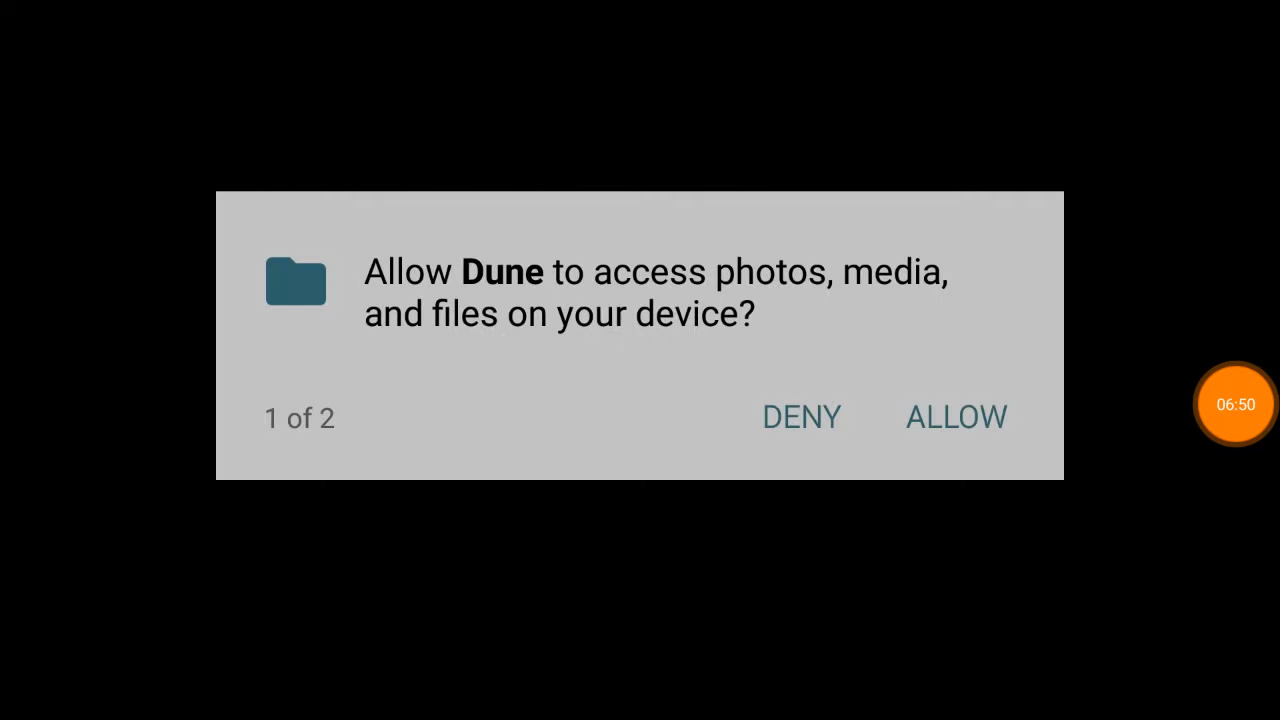 Allow Dune to access photos, media,
and files on your device?
1 of 2
DENY
ALLOW
06:50